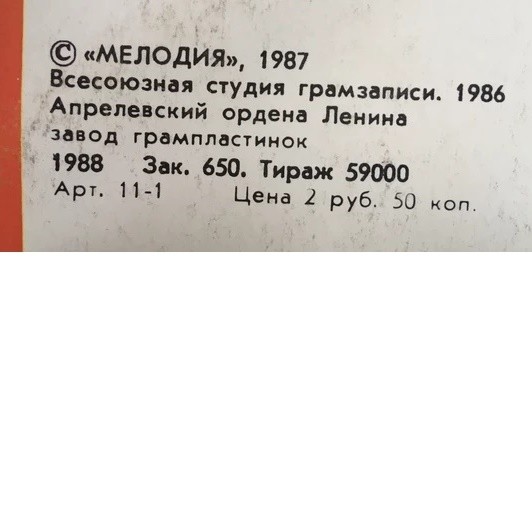 © «МЕЛОДИЯ», 1987
Всесоюзная студия грамзаписи. 1986
Апрелевский ордена Ленина
завод грампластинок
1988 Зак. 650. Тираж 59000
Арт. 11-1 Цена 2 руб. 50 коп.